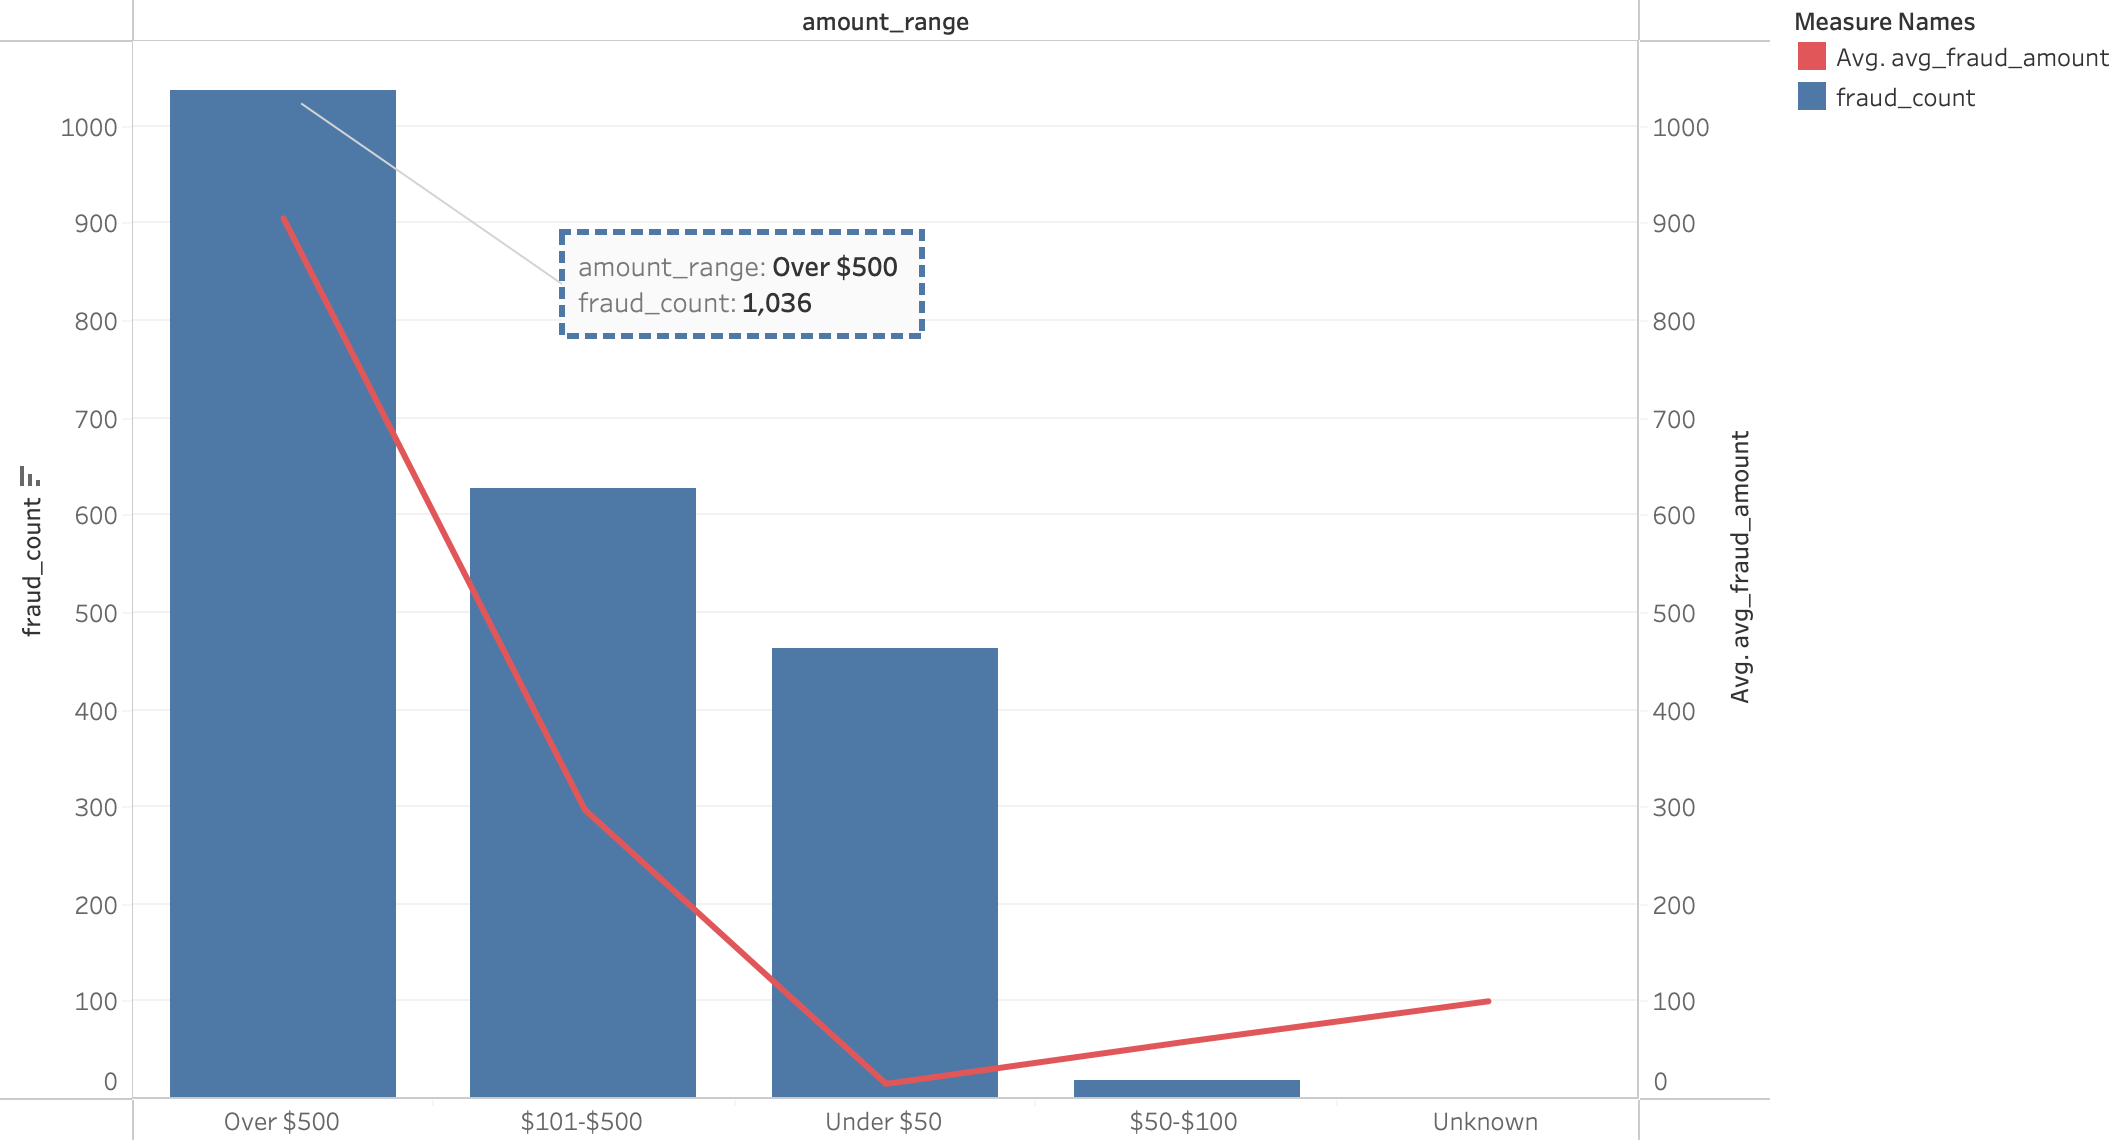 amount_range
Measure Names
Avg. avg_fraud_amount
fraud_count
1000
900
800
700
600
500
400
300
200
100
0
fraud_count
amount_range: Over $500
fraud_count: 1,036
1000
900
800
700
600
500
400
300
200
100
0
Avg. avg_fraud_amount
Over $500
$101-$500
Under $50
$50-$100
Unknown